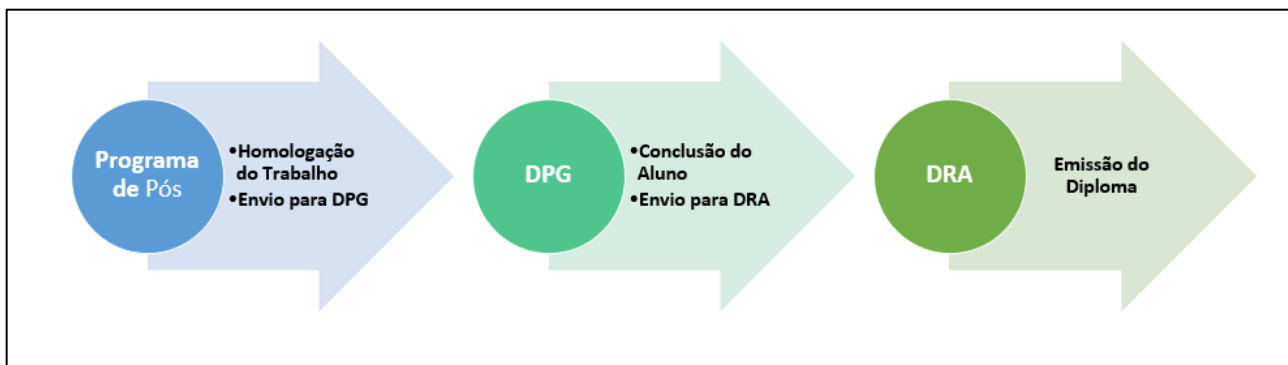 Programa
de Pós
•Homologação
do Trabalho
•Envio para DPG
DPG
•Conclusão do
Aluno
•Envio para DRA
DRA
Emissão do
Diploma